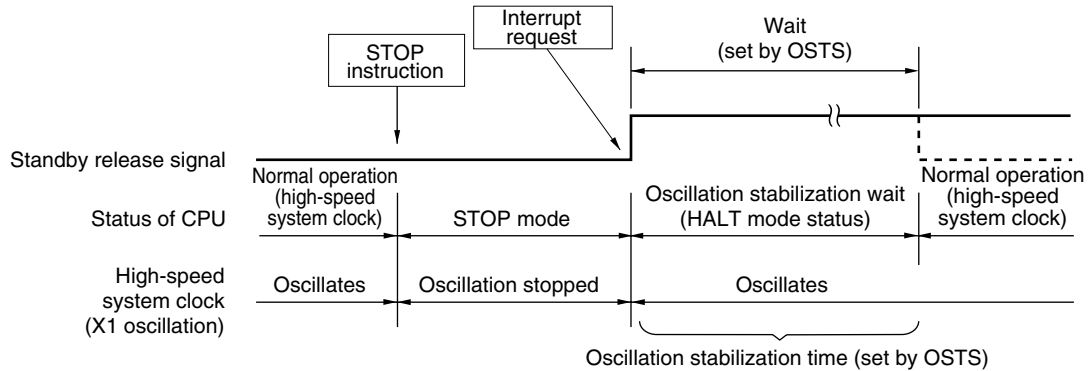 STOP
instruction
Interrupt
request
Wait
(set by OSTS)
Standby release signal
Status of CPU
Normal operation
(high-speed
system clock)
STOP mode
Oscillation stabilization wait
(HALT mode status)
Normal operation
(high-speed
system clock)
High-speed
system clock
(X1 oscillation)
Oscillates
Oscillation stopped
Oscillates
Oscillation stabilization time (set by OSTS)